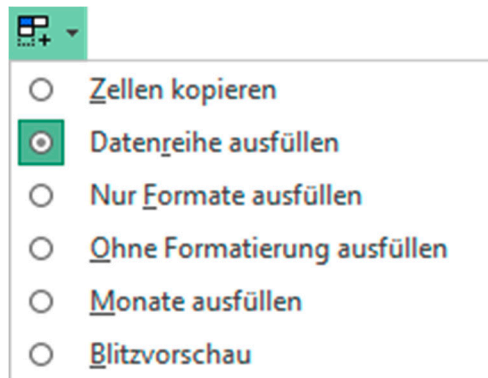 Zellen kopieren
Datenreihe ausfüllen
Nur Formate ausfüllen
Ohne Formatierung ausfüllen
Monate ausfüllen
Blitzvorschau